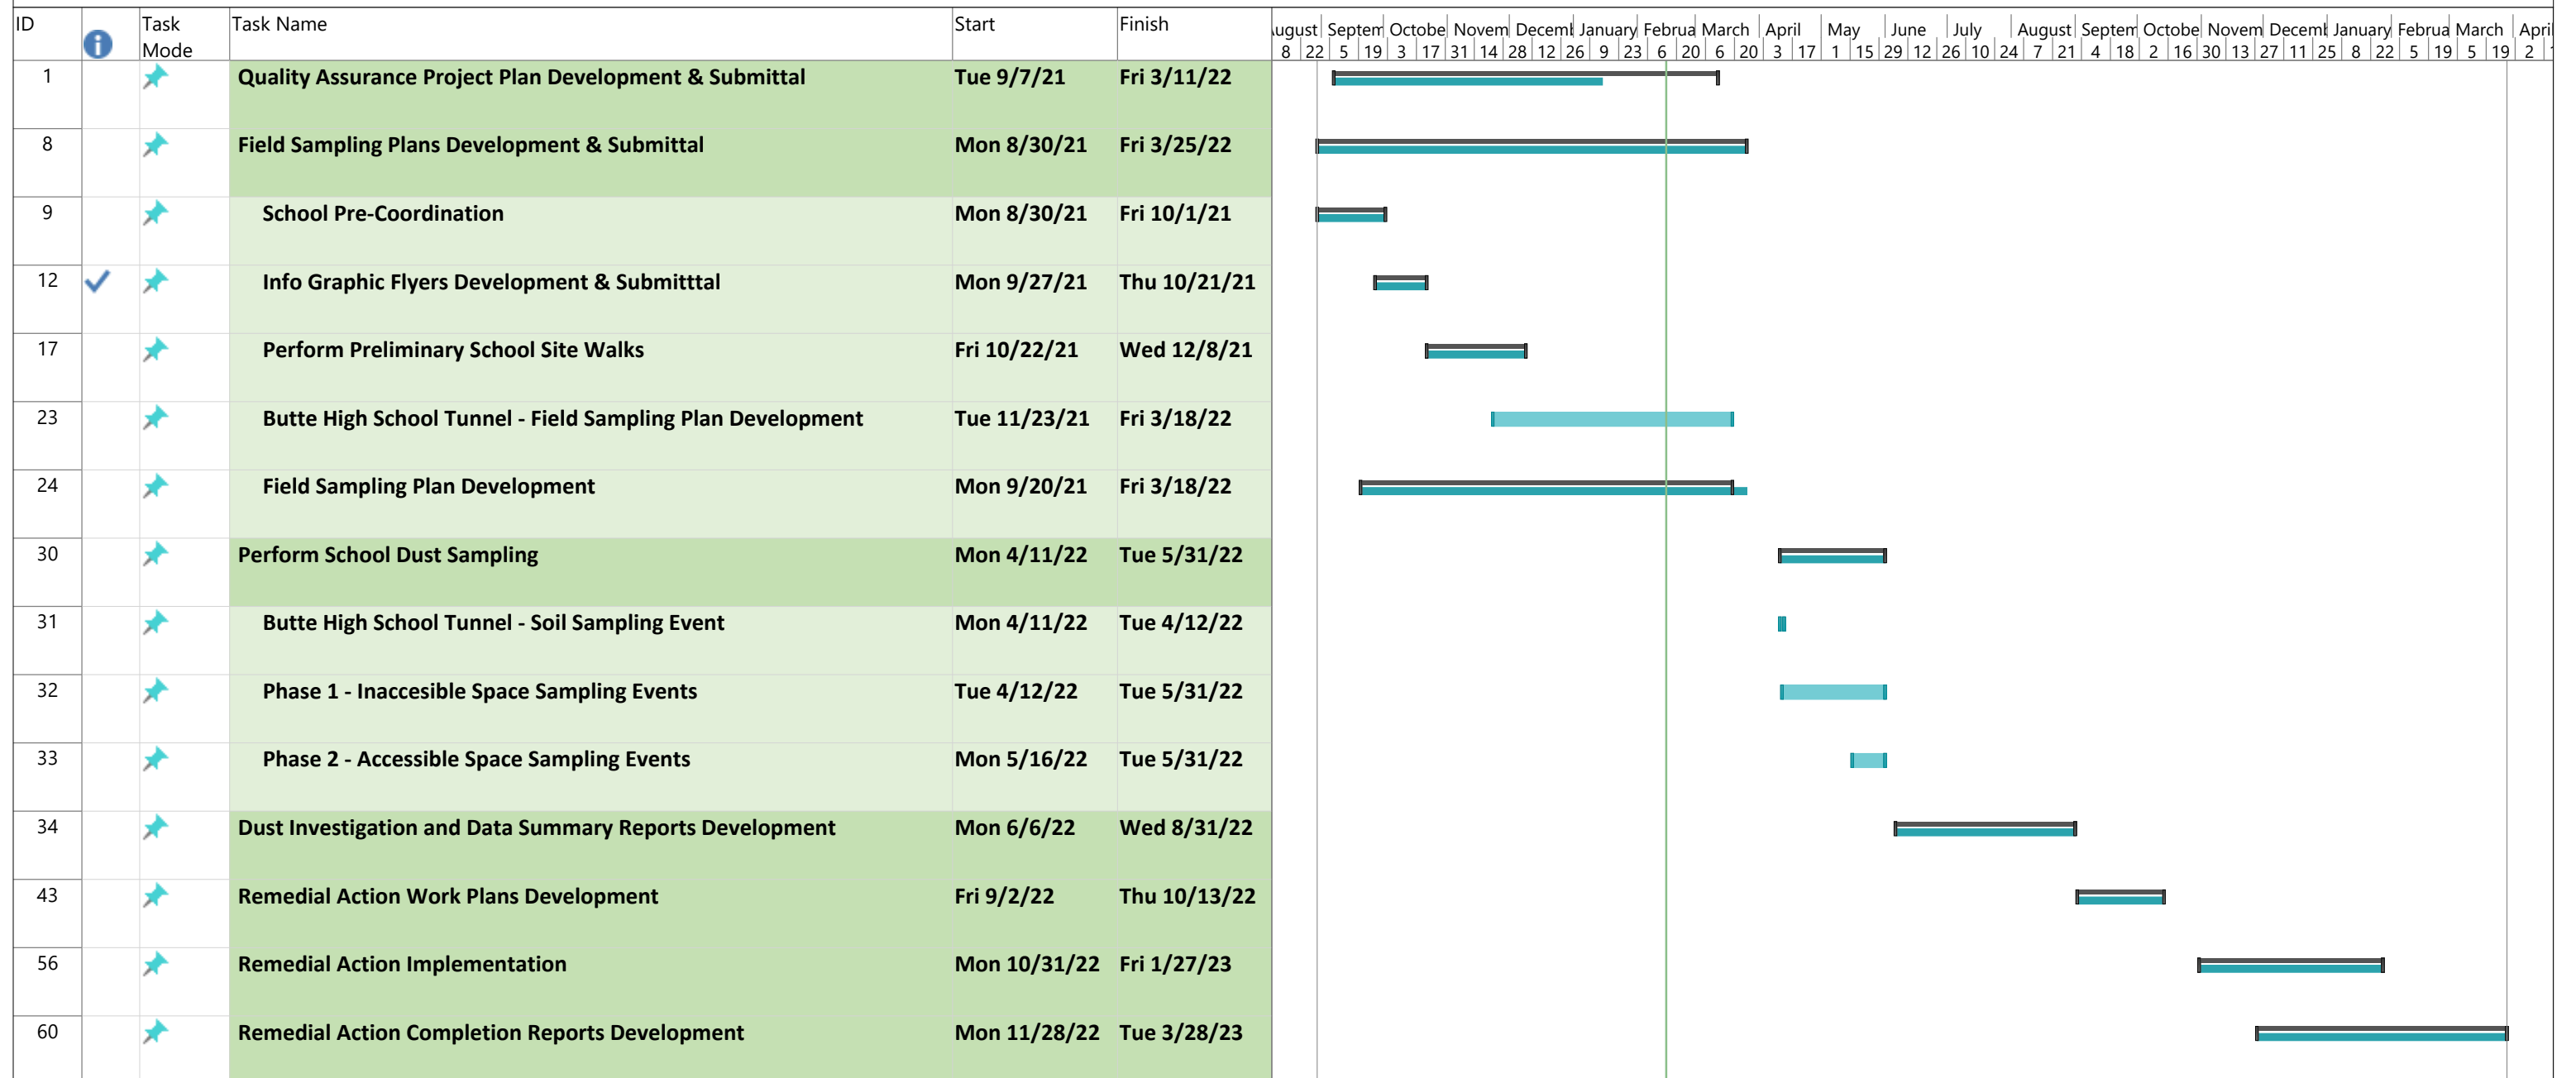 ID Task Mode Task Name Start Finish
ugust Septem Octobe Novem Decemb January Februa March April May June July August Septem Octobe Novem Decemb January Februa March Apri
8 22 5 19 3 17 31 14 28 12 26 9 23 6 20 6 20 3 17 1 15 29 12 26 10 24 7 21 4 18 2 16 30 13 27 11 25 8 22 5 19 5 19 2
1 Quality Assurance Project Plan Development & Submittal Tue 9/7/21 Fri 3/11/22
8 Field Sampling Plans Development & Submittal Mon 8/30/21 Fri 3/25/22
9 School Pre-Coordination Mon 8/30/21 Fri 10/1/21
12 Info Graphic Flyers Development & Submitttal Mon 9/27/21 Thu 10/21/21
17 Perform Preliminary School Site Walks Fri 10/22/21 Wed 12/8/21
23 Butte High School Tunnel - Field Sampling Plan Development Tue 11/23/21 Fri 3/18/22
24 Field Sampling Plan Development Mon 9/20/21 Fri 3/18/22
30 Perform School Dust Sampling Mon 4/11/22 Tue 5/31/22
31 Butte High School Tunnel - Soil Sampling Event Mon 4/11/22 Tue 4/12/22
32 Phase 1 - Inaccesible Space Sampling Events Tue 4/12/22 Tue 5/31/22
33 Phase 2 - Accessible Space Sampling Events Mon 5/16/22 Tue 5/31/22
34 Dust Investigation and Data Summary Reports Development Mon 6/6/22 Wed 8/31/22
43 Remedial Action Work Plans Development Fri 9/2/22 Thu 10/13/22
56 Remedial Action Implementation Mon 10/31/22 Fri 1/27/23
60 Remedial Action Completion Reports Development Mon 11/28/22 Tue 3/28/23